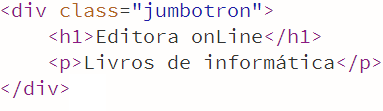 <div class="jumbotron">
    <h1>Editora onLine</h1>
    <p>Livros de informática</p>
</div>